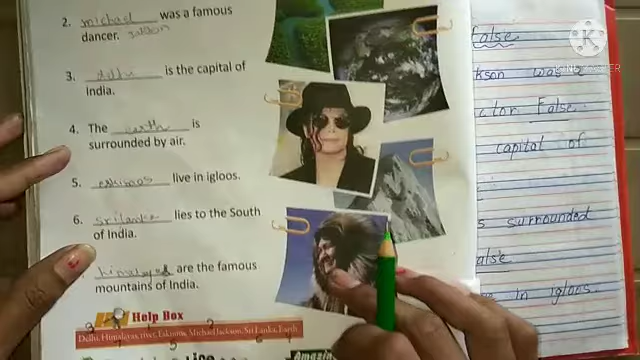 2. michael was a famous
dancer. jackson
3. delhi is the capital of
India.
4. The earth is
surrounded by air.
5. eskimos live in igloos.
6. srilanka lies to the South
of India.
himalyas are the famous
mountains of India.
Help Box
Delhi, Himalayas, river, Eskimos, Michael Jackson, Sri Lanka, Earth
False
kson was a
ctor. False.
capital of
s surrounded
alse
in igloos.
K
KINEMASTER